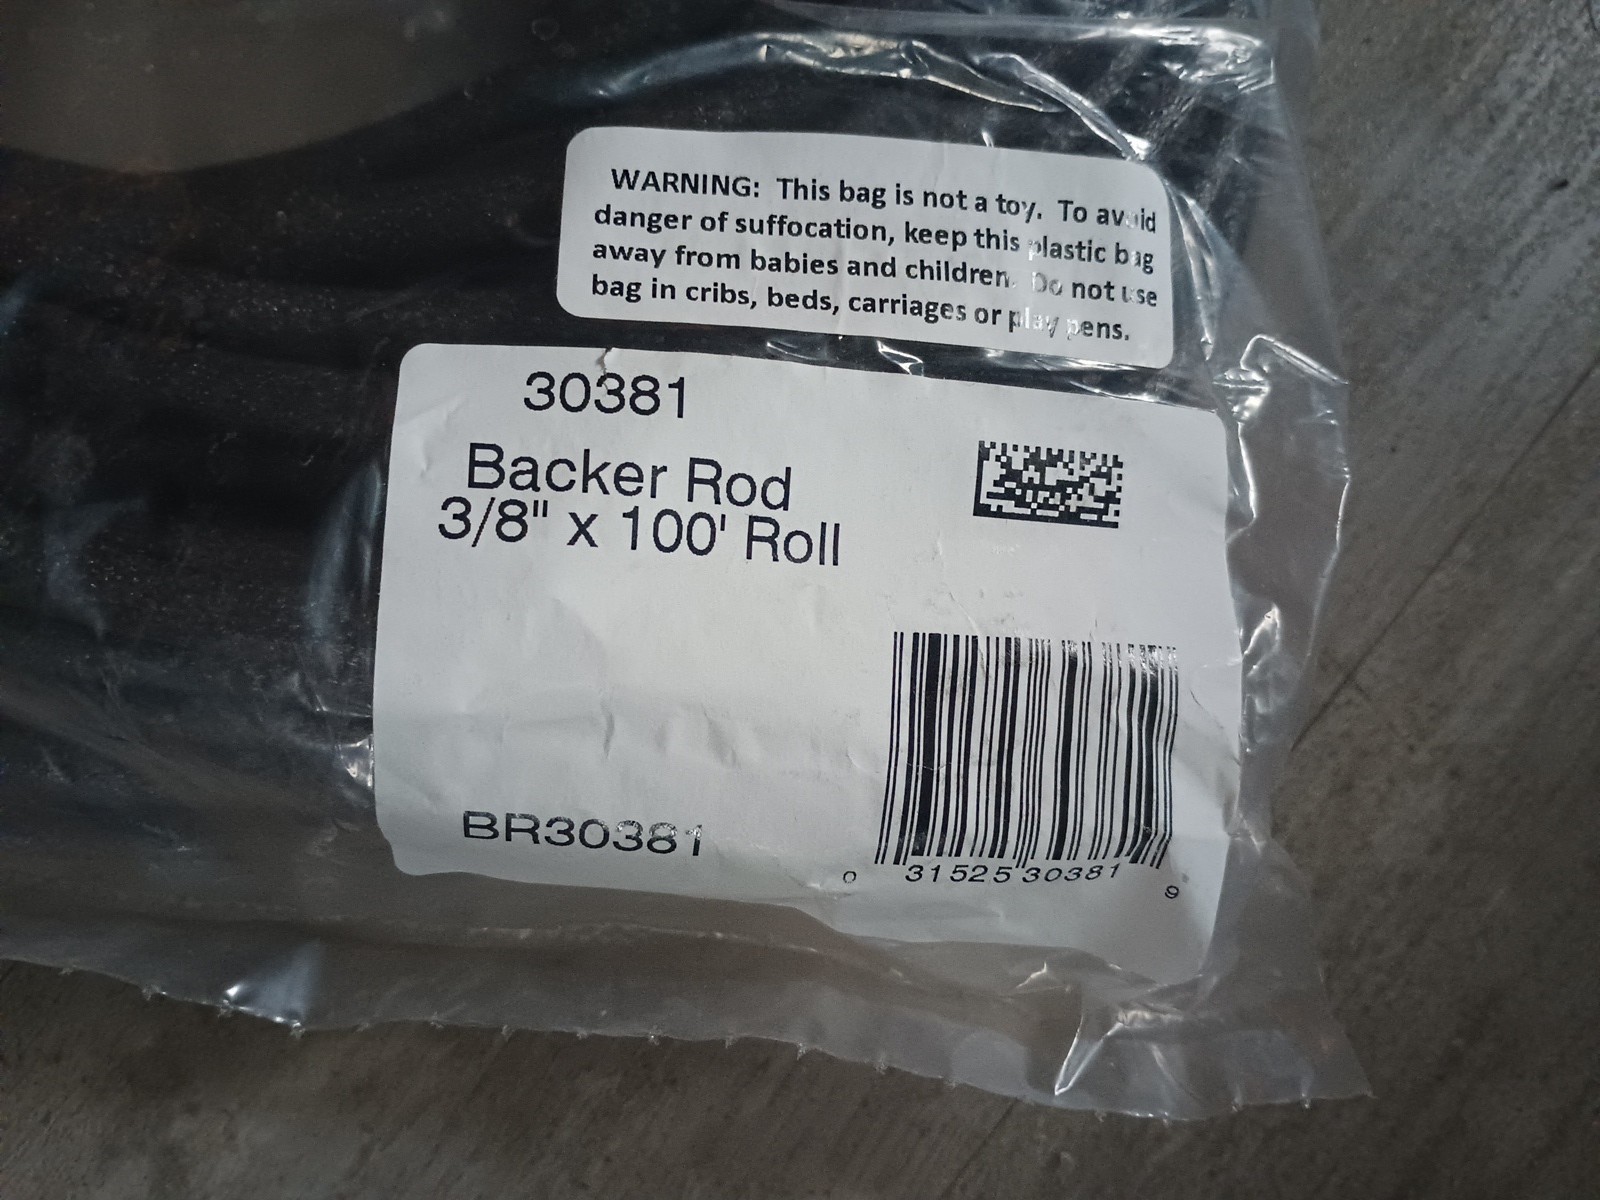 WARNING: This bag is not a toy. To avoid
danger of suffocation, keep this plastic bag
away from babies and children. Do not use
bag in cribs, beds, carriages or play pens.
30381
Backer Rod
3/8" x 100' Roll
BR30381
0 31525 30381 9